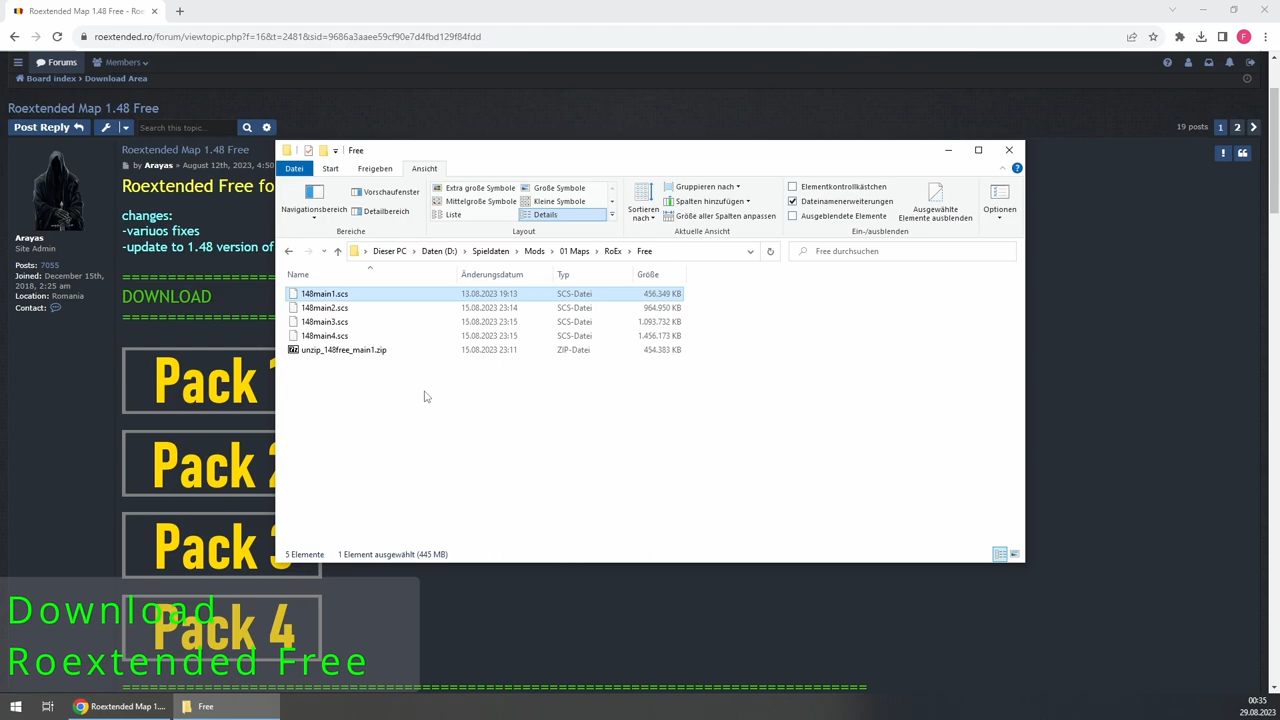 Roextended Map 1.48 Free - Roe
roextended.ro/forum/viewtopic.php?f=16&t=2481&sid=9686a3aaee59cf90e7d4fbd129f84fdd
F
Forums
Members
Board index › Download Area
Roextended Map 1.48 Free
Post Reply
Search this topic...
19 posts 1 2
Arayas
Site Admin
Posts: 7055
Joined: December 15th,
2018, 2:25 am
Location: Romania
Contact:
Roextended Map 1.48 Free
by Arayas » August 12th, 2023, 4:50
Roextended Free fo
changes:
-variuos fixes
-update to 1.48 version of
DOWNLOAD
Pack 1
Pack 2
Pack 3
Pack 4
Free
Datei Start Freigeben Ansicht
Navigationsbereich
Vorschaufenster
Detailbereich
Bereiche
Extra große Symbole
Große Symbole
Mittelgroße Symbole
Kleine Symbole
Liste
Details
Layout
Sortieren
nach
Gruppieren nach
Spalten hinzufügen
Größe aller Spalten anpassen
Aktuelle Ansicht
Elementkontrollkästchen
Dateinamenerweiterungen
Ausgeblendete Elemente
Ausgewählte
Elemente ausblenden
Ein-/ausblenden
Optionen
Dieser PC Daten (D:) Spieldaten Mods 01 Maps RoEx Free
Free durchsuchen
Name Änderungsdatum Typ Größe
148main1.scs 13.08.2023 19:13 SCS-Datei 456.349 KB
148main2.scs 15.08.2023 23:14 SCS-Datei 964.950 KB
148main3.scs 15.08.2023 23:15 SCS-Datei 1.093.732 KB
148main4.scs 15.08.2023 23:15 SCS-Datei 1.456.173 KB
unzip_148free_main1.zip 15.08.2023 23:11 ZIP-Datei 454.383 KB
5 Elemente 1 Element ausgewählt (445 MB)
Download
Roextended Free
Roextended Map 1....
Free
00:35
29.08.2023